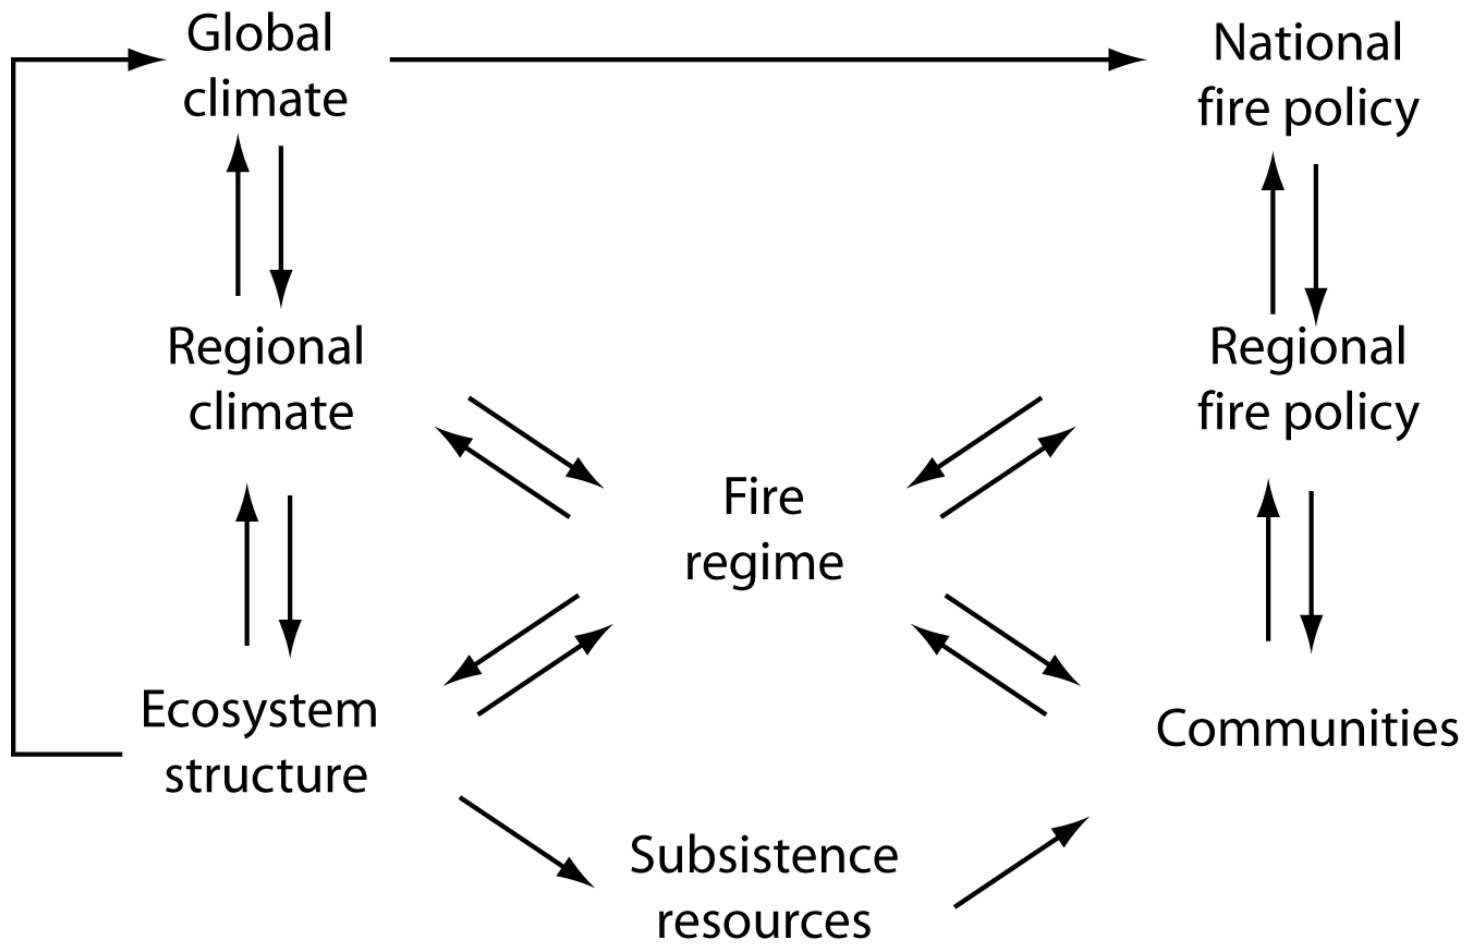 Global
climate
National
fire policy
Regional
climate
Regional
fire policy
Fire
regime
Ecosystem
structure
Communities
Subsistence
resources